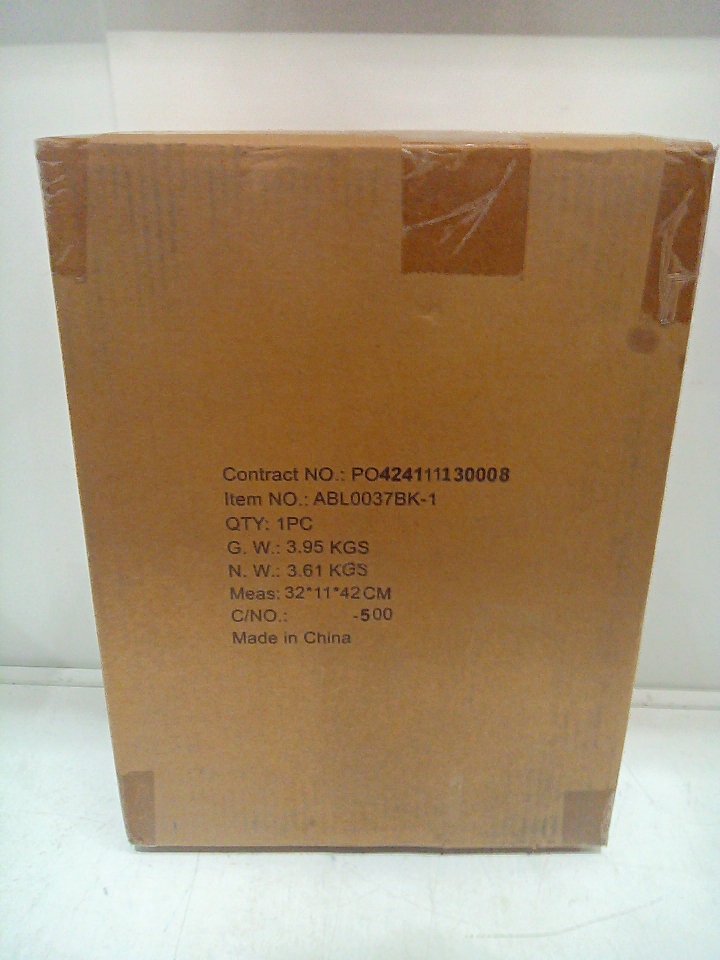 Contract NO.: PO424111130008
Item NO.: ABL0037BK-1
QTY: 1PC
G. W.: 3.95 KGS
N. W.: 3.61 KGS
Meas: 32*11*42CM
C/NO.: -500
Made in China